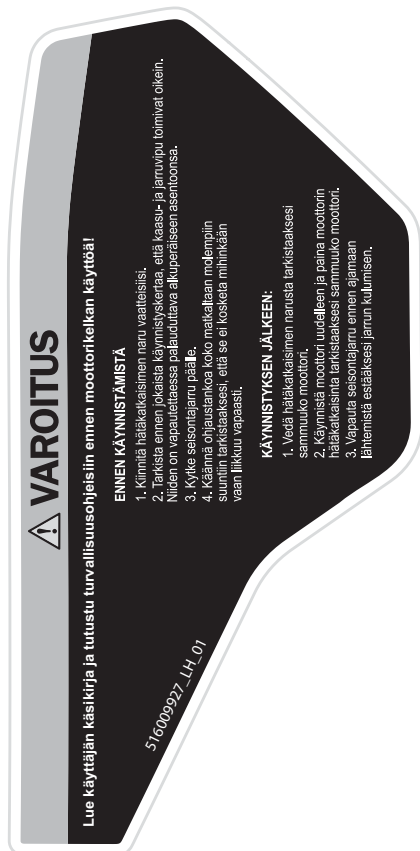 VAROITUS
Lue käyttäjän käsikirja ja tutustu turvallisuusohjeisiin ennen moottorikelkan käyttöä!
ENNEN KÄYNNISTÄMISTÄ
1. Kiinnitä hätäkatkaisimen naru vaatteisiisi.
2. Tarkista ennen jokaista käynnistyskertaa, että kaasu- ja jarruvipu toimivat oikein.
Niiden on vapautettaessa palauduttava alkuperäiseen asentoonsa.
3. Kytke seisontajarru päälle.
4. Käännä ohjaustankoa koko matkaltaan molempiin
suuntiin tarkistaaksesi, että se ei kosketa mihinkään
vaan liikkuu vapaasti.
KÄYNNISTYKSEN JÄLKEEN:
1. Vedä hätäkatkaisimen narusta tarkistaaksesi
sammuuko moottori.
2. Käynnistä moottori uudelleen ja paina moottorin
hätäkatkaisinta tarkistaaksesi sammuuko moottori.
3. Vapauta seisontajarru ennen ajamaan
lähtemistä estääksesi jarrun kulumisen.
516009927_LH_01